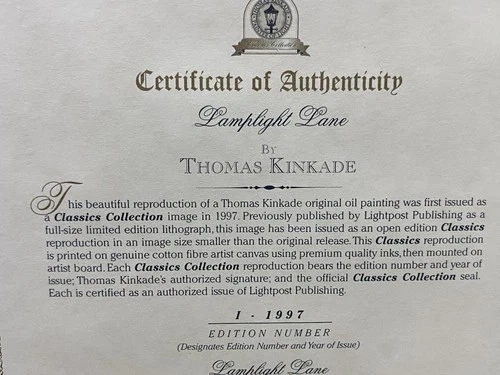 Certificate of Authenticity
Lamplight Lane
BY
THOMAS KINKADE
This beautiful reproduction of a Thomas Kinkade original oil painting was first issued as
a Classics Collection image in 1997. Previously published by Lightpost Publishing as a
full-size limited edition lithograph, this image has been issued as an open edition Classics
reproduction in an image size smaller than the original release. This Classics reproduction
is printed on genuine cotton fibre artist canvas using premium quality inks, then mounted on
artist board. Each Classics Collection reproduction bears the edition number and year of
issue; Thomas Kinkade's authorized signature; and the official Classics Collection seal.
Each is certified as an authorized issue of Lightpost Publishing.
I - 1997
EDITION NUMBER
(Designates Edition Number and Year of Issue)
Lamplight Lane